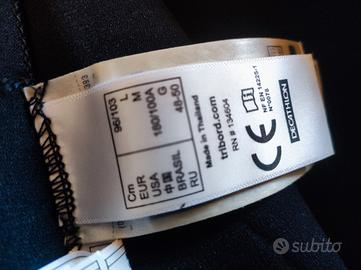 Cm 96/103
EUR L
USA M
中国 180/100A
BRASIL G
RU 48-50
Made in Thailand
tribord.com
RN # 134604
CE
NF EN 14225-1
N°0075
DECATHLON
subito